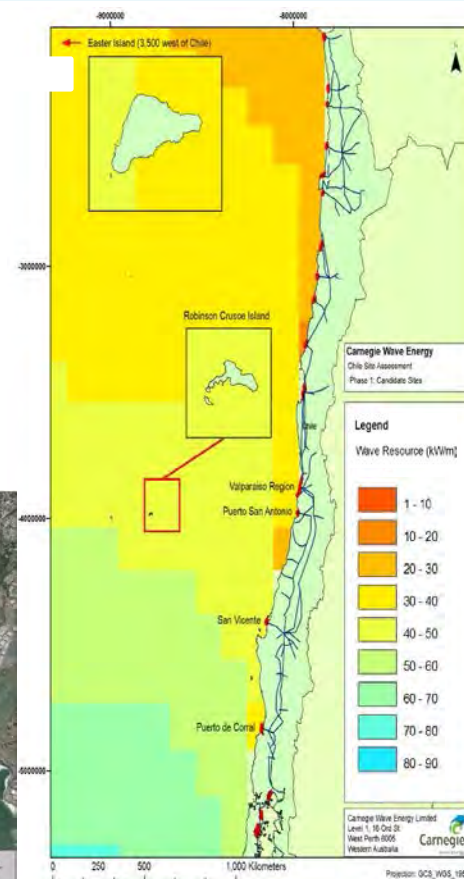 -9000000
-8000000
Easter Island (3,500 west of Chile)
-3000000
Robinson Crusoe Island
Carnegie Wave Energy
Chile Site Assessment
Phase 1: Candidate Sites
Chile
Legend
Wave Resource (kW/m)
1 - 10
10 - 20
20 - 30
30 - 40
40 - 50
50 - 60
60 - 70
70 - 80
80 - 90
Valparaiso Region
-4000000
Puerto San Antonio
San Vicente
Puerto de Corral
-5000000
Carnegie Wave Energy Limited
Level 1, 16 Ord St
West Perth 6005
Western Australia
Carnegie
0 250 500 1,000 Kilometers
Projection: GCS_WGS_198